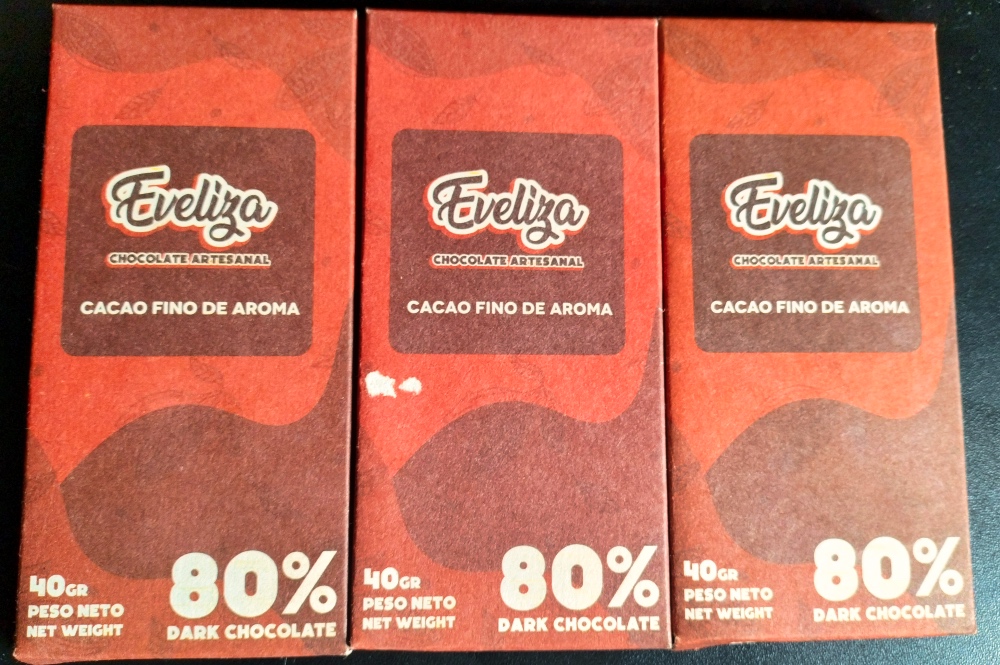 Eveliza
CHOCOLATE ARTESANAL
CACAO FINO DE AROMA
40GR
PESO NETO
NET WEIGHT
80%
DARK CHOCOLATE
Eveliza
CHOCOLATE ARTESANAL
CACAO FINO DE AROMA
40GR
PESO NETO
NET WEIGHT
80%
DARK CHOCOLATE
Eveliza
CHOCOLATE ARTESANAL
CACAO FINO DE AROMA
40GR
PESO NETO
NET WEIGHT
80%
DARK CHOCOLATE